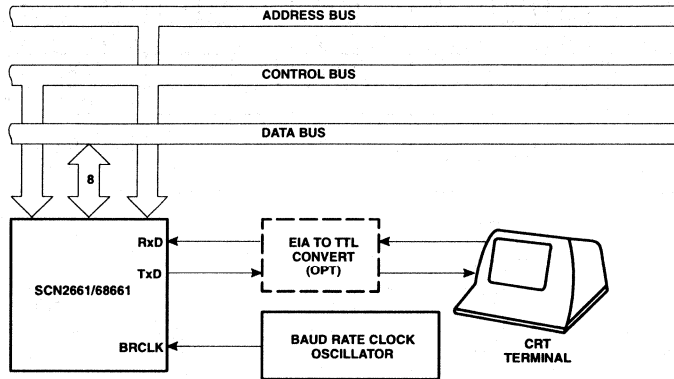 ADDRESS BUS
CONTROL BUS
DATA BUS
8
RxD
EIA TO TTL
CONVERT
(OPT)
TxD
SCN2661/68661
BRCLK
BAUD RATE CLOCK
OSCILLATOR
CRT
TERMINAL